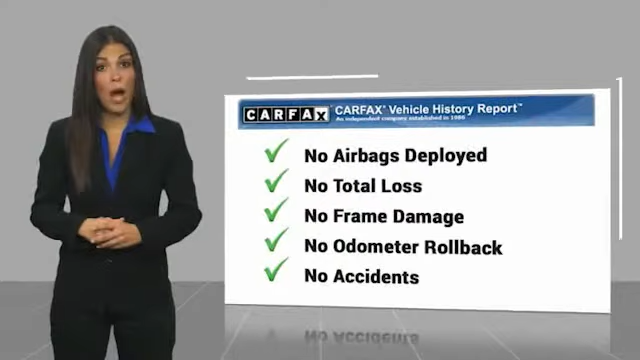 CARFAX CARFAX® Vehicle History Report™
An independent company established in 1986
No Airbags Deployed
No Total Loss
No Frame Damage
No Odometer Rollback
No Accidents